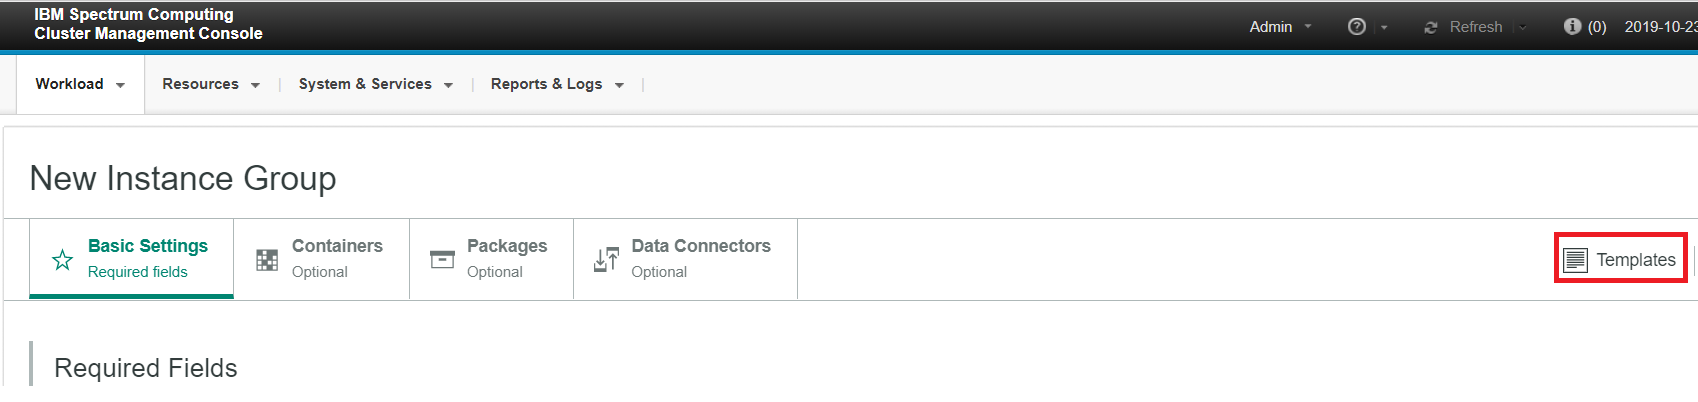 IBM Spectrum Computing
Cluster Management Console
Admin Refresh (0) 2019-10-23
Workload Resources System & Services Reports & Logs
New Instance Group
Basic Settings Containers Packages Data Connectors
Required fields Optional Optional Optional
Templates
Required Fields